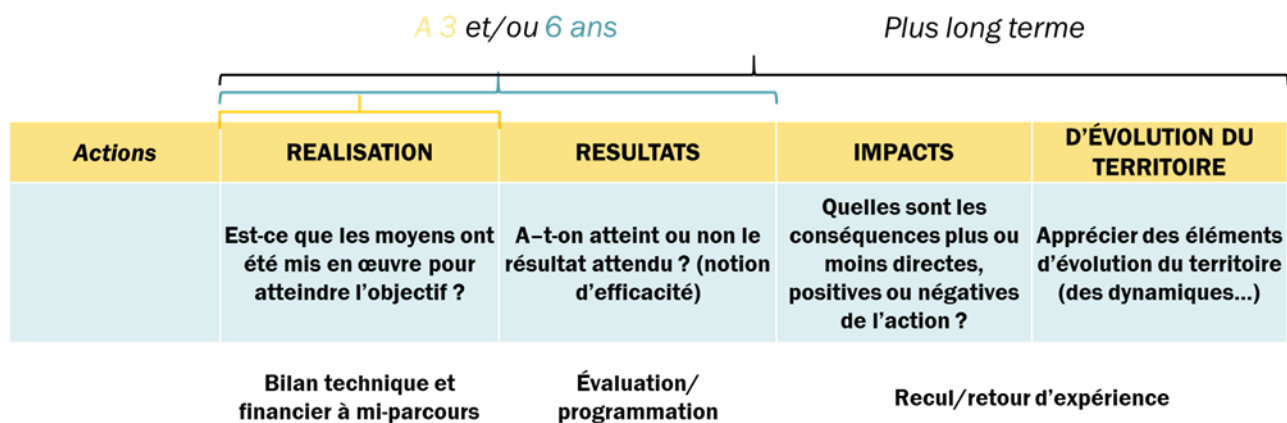 A 3 et/ou 6 ans
Plus long terme
Actions
REALISATION
RESULTATS
IMPACTS
D'ÉVOLUTION DU
TERRITOIRE
Est-ce que les moyens ont
été mis en œuvre pour
atteindre l'objectif ?
A–t-on atteint ou non le
résultat attendu ? (notion
d'efficacité)
Quelles sont les
conséquences plus ou
moins directes,
positives ou négatives
de l'action ?
Apprécier des éléments
d'évolution du territoire
(des dynamiques...)
Bilan technique et
financier à mi-parcours
Évaluation/
programmation
Recul/retour d'expérience